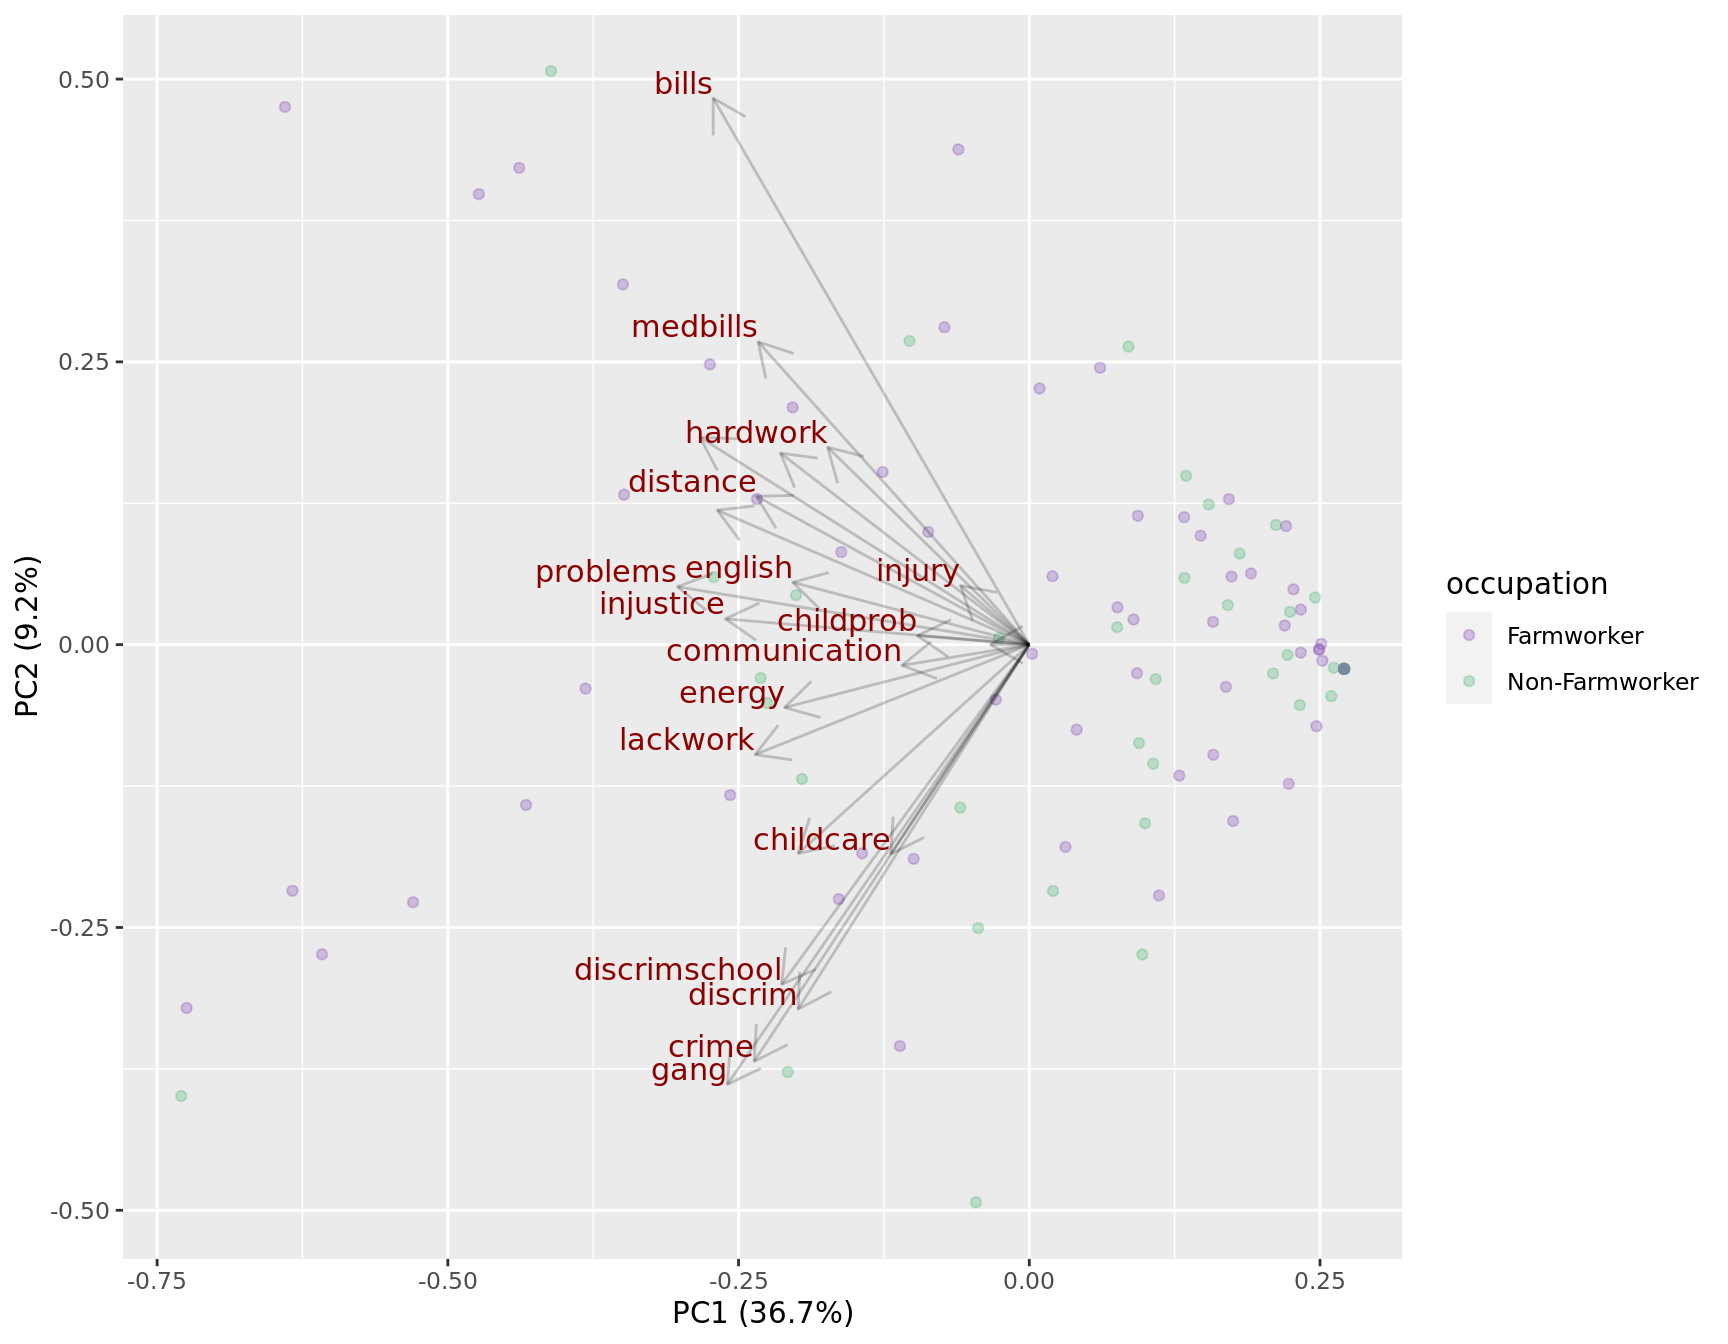 0.50
0.25
0.00
-0.25
-0.50
PC2 (9.2%)
bills
medbills
hardwork
distance
problems
english
injury
injustice
childprob
communication
energy
lackwork
childcare
discrimschool
discrim
crime
gang
-0.75
-0.50
-0.25
0.00
0.25
PC1 (36.7%)
occupation
Farmworker
Non-Farmworker